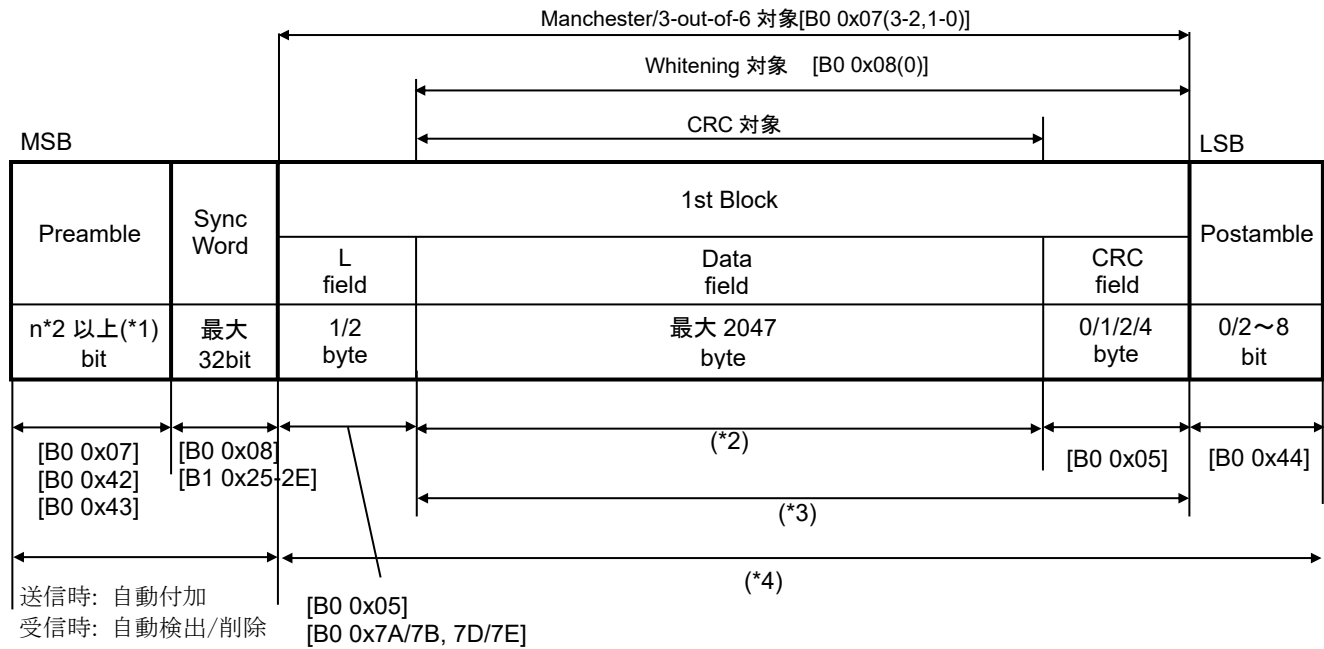 Manchester/3-out-of-6 対象[B0 0x07(3-2,1-0)]
Whitening 対象 [B0 0x08(0)]
CRC 対象
MSB
LSB
Preamble
Sync
Word
1st Block
Postamble
L
field
Data
field
CRC
field
n*2 以上(*1)
bit
最大
32bit
1/2
byte
最大 2047
byte
0/1/2/4
byte
0/2~8
bit
[B0 0x07]
[B0 0x42]
[B0 0x43]
[B0 0x08]
[B1 0x25-2E]
(*2)
[B0 0x05]
[B0 0x44]
(*3)
(*4)
送信時: 自動付加
受信時: 自動検出/削除
[B0 0x05]
[B0 0x7A/7B, 7D/7E]